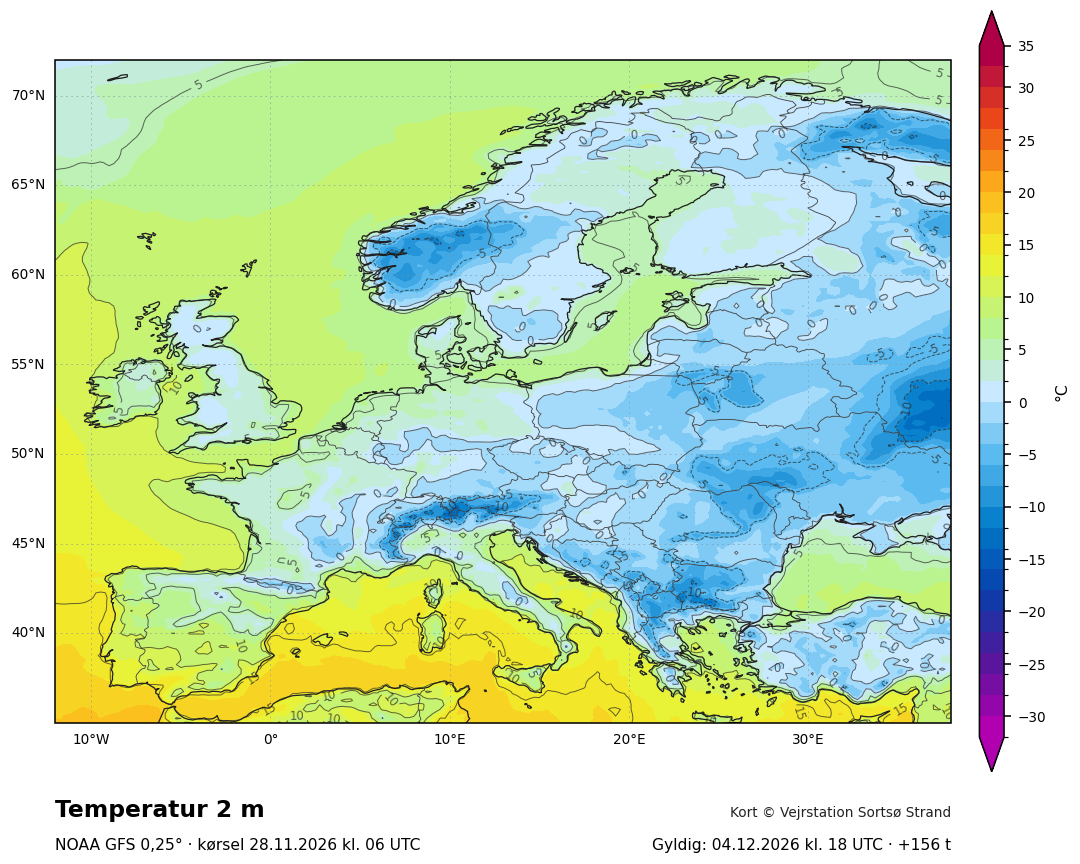 35
30
25
20
15
10
5
0
−5
−10
−15
−20
−25
−30
°C
70°N
65°N
60°N
55°N
50°N
45°N
40°N
10°W
0°
10°E
20°E
30°E
Temperatur 2 m
Kort © Vejrstation Sortsø Strand
NOAA GFS 0,25° · kørsel 28.11.2026 kl. 06 UTC
Gyldig: 04.12.2026 kl. 18 UTC · +156 t